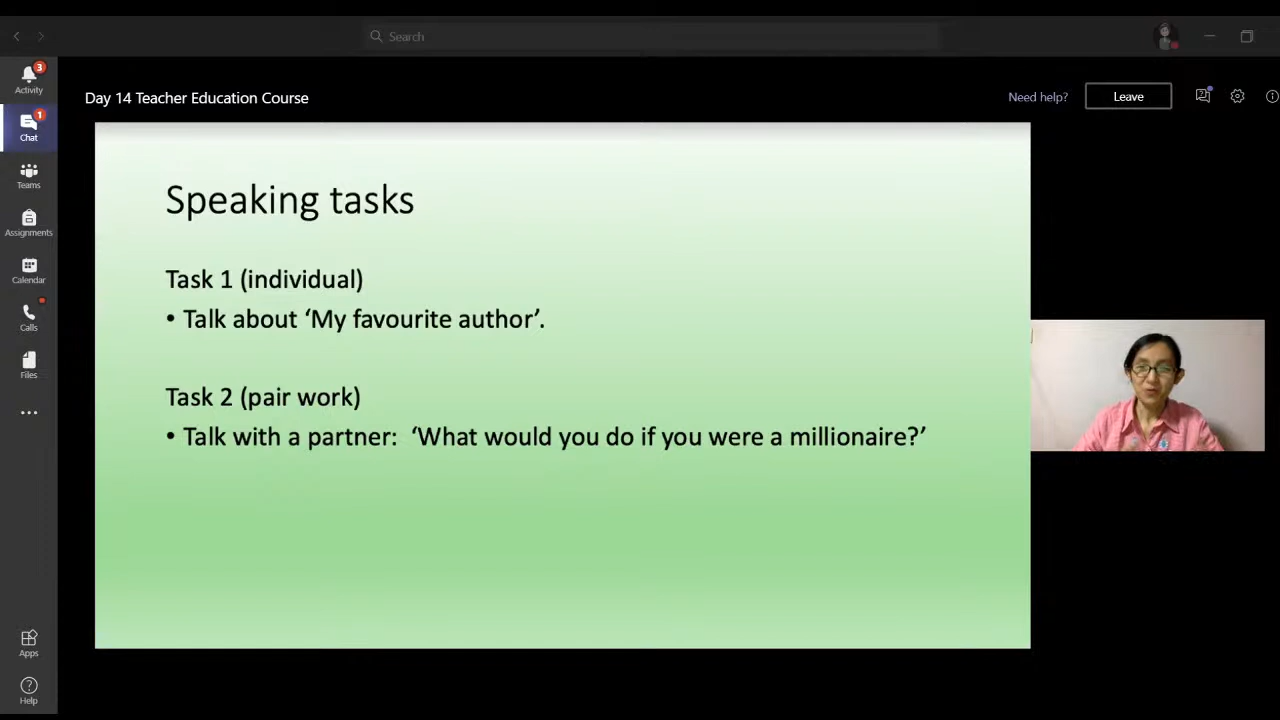 Search
3
Activity
1
Chat
Teams
Assignments
Calendar
Calls
Files
Apps
Help
Day 14 Teacher Education Course
Need help?
Leave
Speaking tasks
Task 1 (individual)
• Talk about ‘My favourite author’.
Task 2 (pair work)
• Talk with a partner: ‘What would you do if you were a millionaire?’